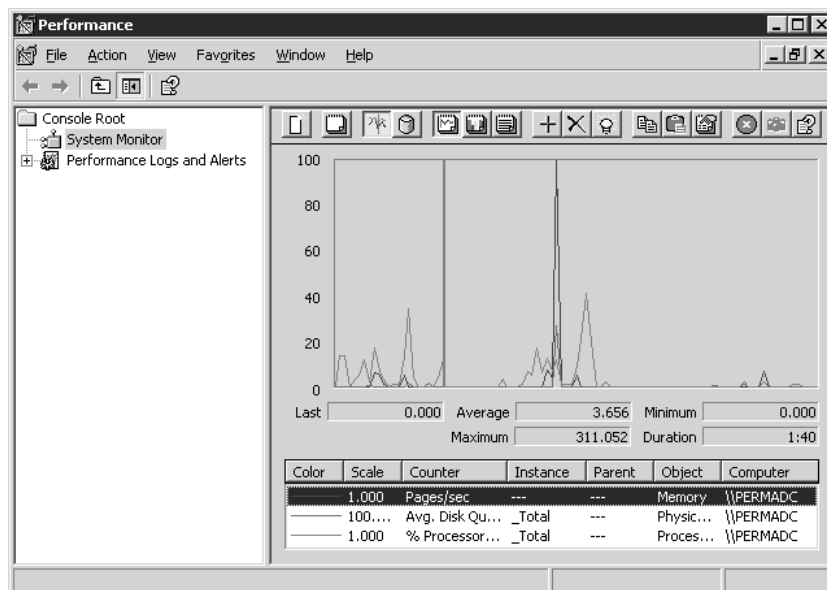 Performance
File Action View Favorites Window Help
Console Root
System Monitor
Performance Logs and Alerts
100
80
60
40
20
0
Last 0.000 Average 3.656 Minimum 0.000
Maximum 311.052 Duration 1:40
Color Scale Counter Instance Parent Object Computer
1.000 Pages/sec --- --- Memory \\PERMADC
100.... Avg. Disk Qu... _Total --- Physic... \\PERMADC
1.000 % Processor... _Total --- Proces... \\PERMADC